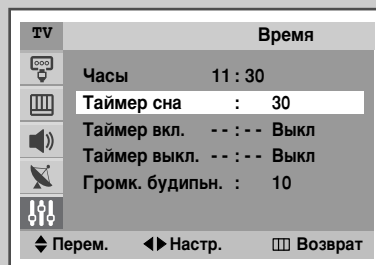 TV Время
Часы 11 : 30
Таймер сна : 30
Таймер вкл. - - : - - Выкл
Таймер выкл. - - : - - Выкл
Громк. будипьн. : 10
Перем. Настр. Возврат